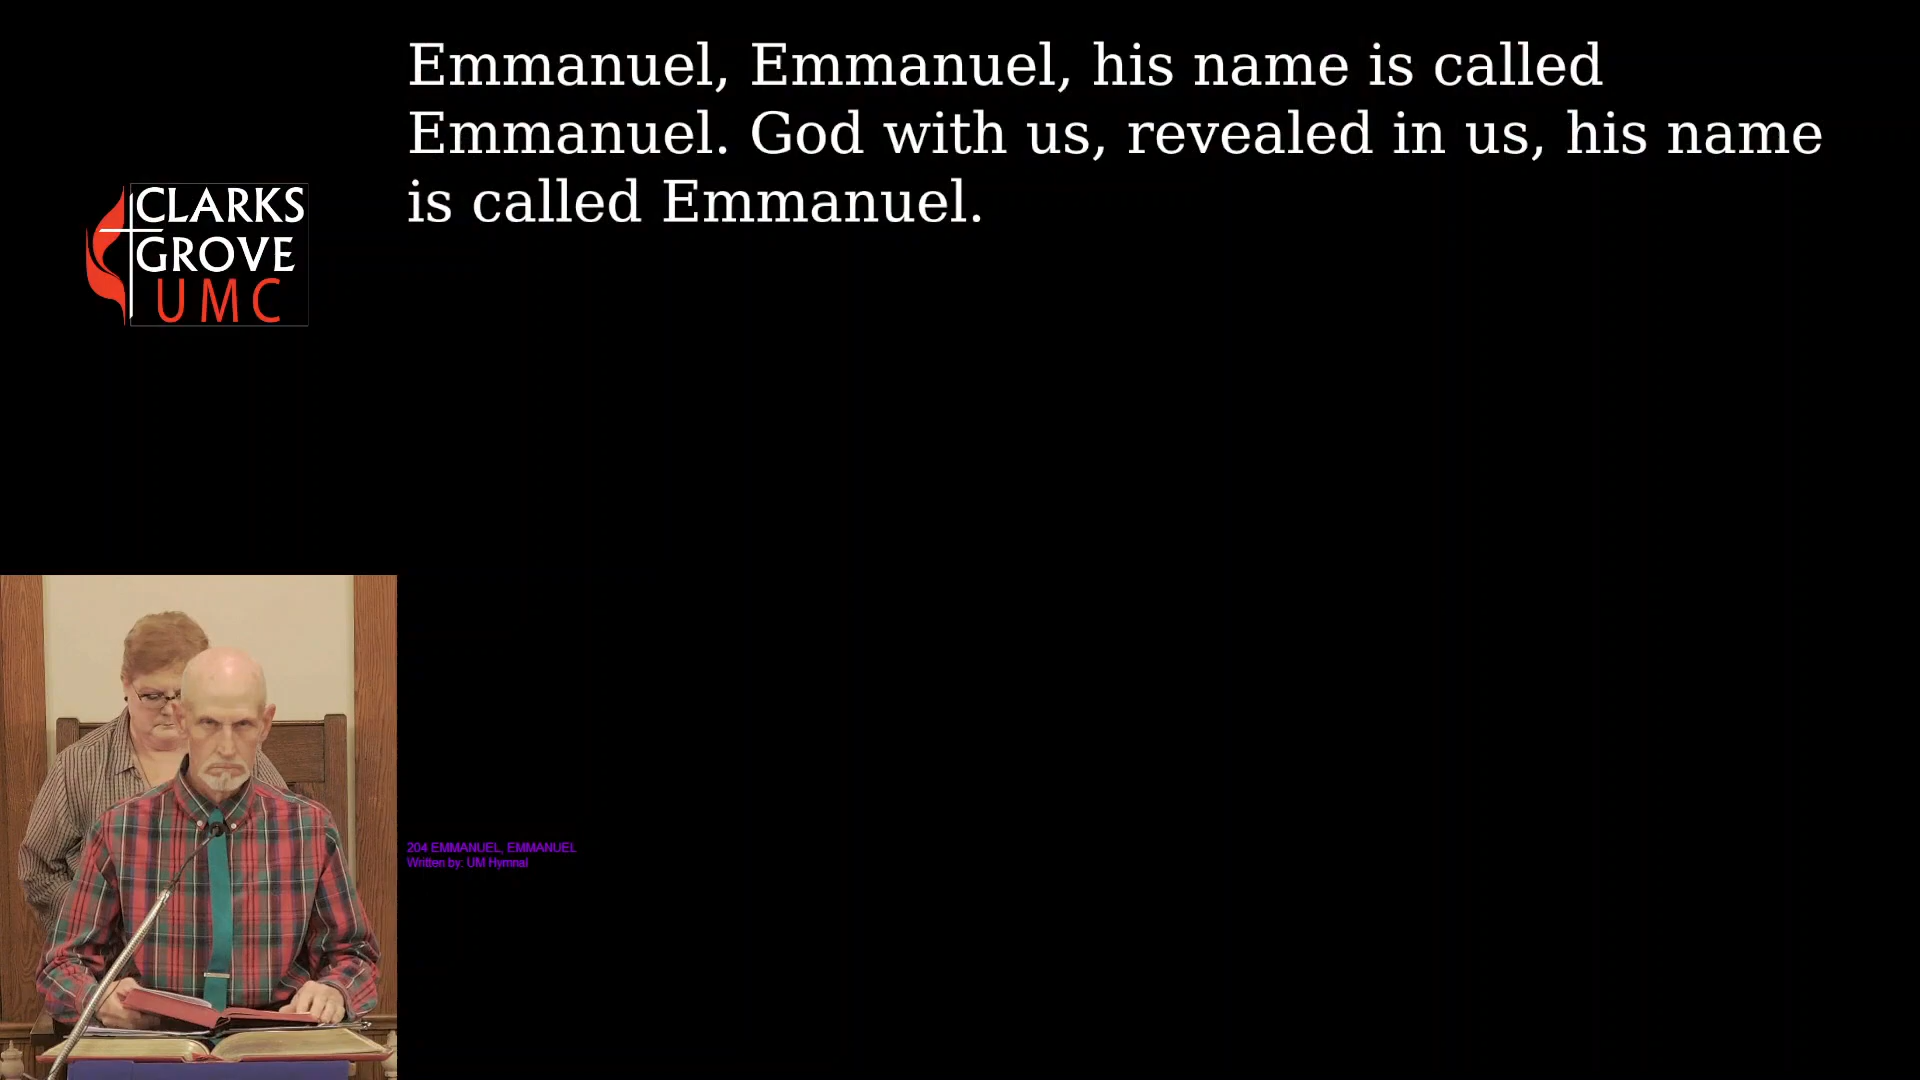 Emmanuel, Emmanuel, his name is called
Emmanuel. God with us, revealed in us, his name
is called Emmanuel.
CLARKS
GROVE
UMC
204 EMMANUEL, EMMANUEL
Written by: UM Hymnal